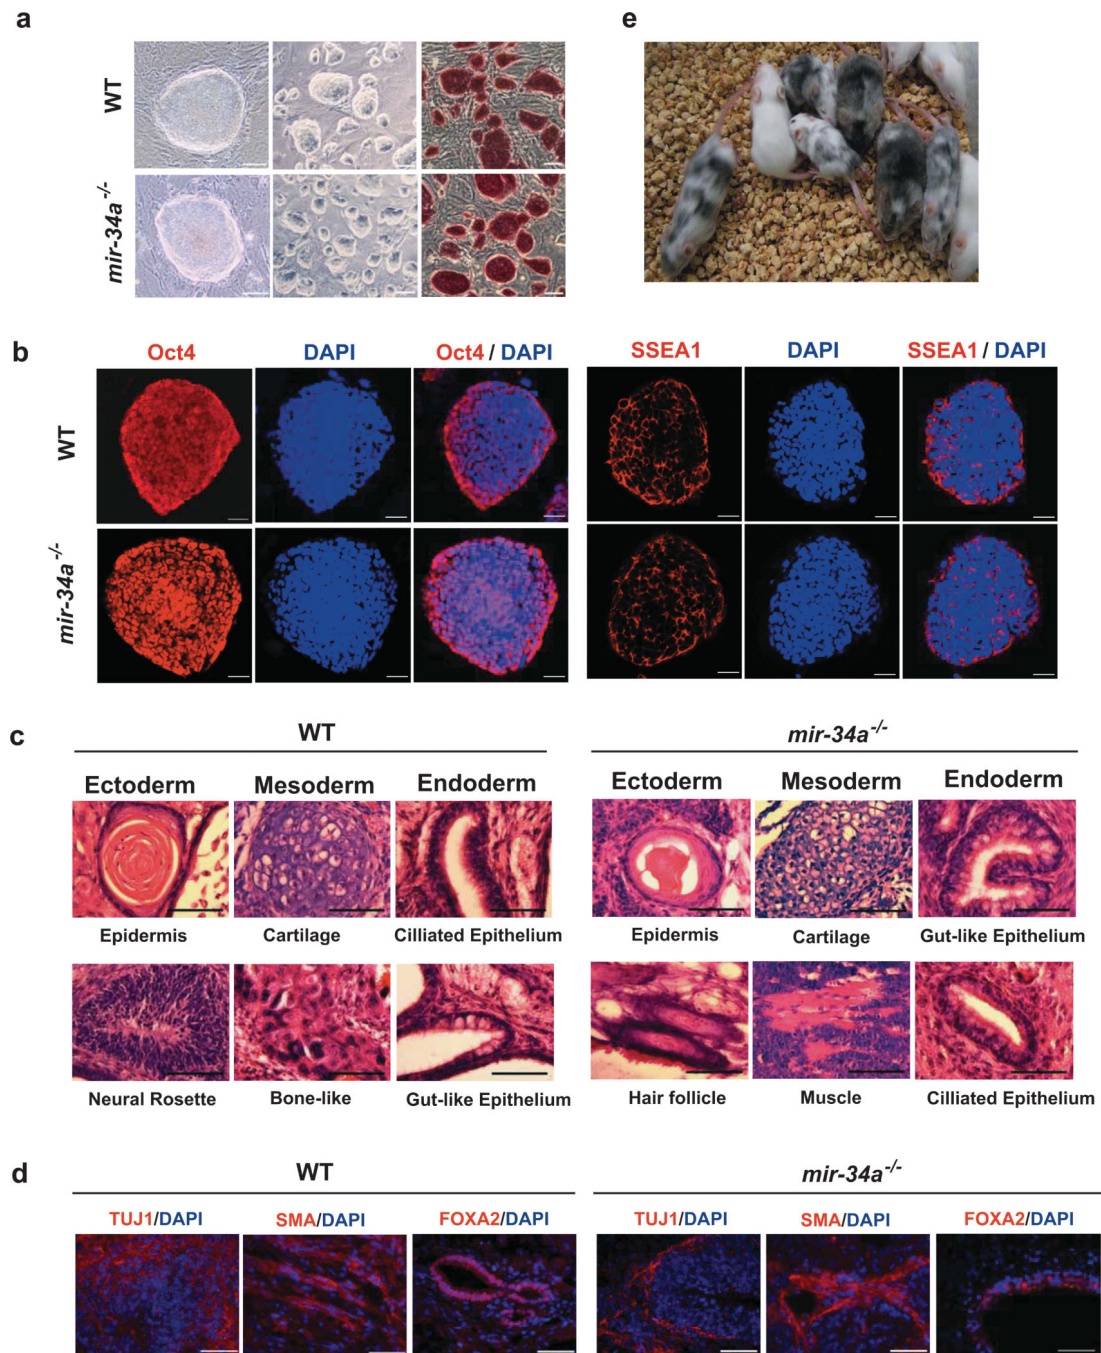 a
WT
mir-34a-/-
e
b
Oct4 DAPI Oct4 / DAPI SSEA1 DAPI SSEA1 / DAPI
WT
mir-34a-/-
c
WT mir-34a-/-
Ectoderm Mesoderm Endoderm Ectoderm Mesoderm Endoderm
Epidermis Cartilage Cilliated Epithelium Epidermis Cartilage Gut-like Epithelium
Neural Rosette Bone-like Gut-like Epithelium Hair follicle Muscle Cilliated Epithelium
d
WT mir-34a-/-
TUJ1/DAPI SMA/DAPI FOXA2/DAPI TUJ1/DAPI SMA/DAPI FOXA2/DAPI